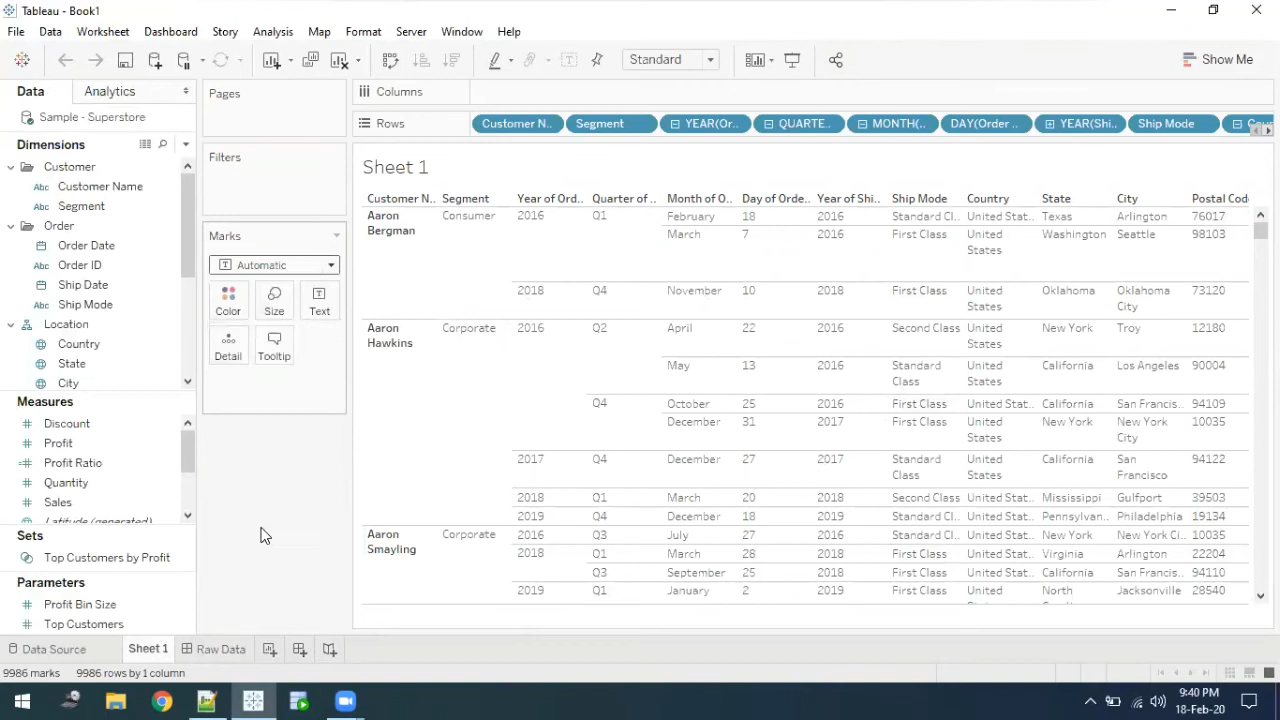 Tableau - Book1
File Data Worksheet Dashboard Story Analysis Map Format Server Window Help
Standard
Show Me
Data Analytics
Sample - Superstore
Dimensions
Customer
Abc Customer Name
Abc Segment
Order
Order Date
Abc Order ID
Ship Date
Abc Ship Mode
Location
Country
State
City
Measures
Discount
Profit
Profit Ratio
Quantity
Sales
Latitude (generated)
Sets
Top Customers by Profit
Parameters
Profit Bin Size
Top Customers
Pages
Filters
Marks
Automatic
Color Size Text
Detail Tooltip
Columns
Rows Customer N.. Segment YEAR(Or.. QUARTE.. MONTH(.. DAY(Order .. YEAR(Shi.. Ship Mode
Sheet 1
Customer N.. Segment Year of Ord.. Quarter of .. Month of O.. Day of Orde.. Year of Shi.. Ship Mode Country State City Postal Cod
Aaron Bergman Consumer 2016 Q1 February 18 2016 Standard Cl.. United Stat.. Texas Arlington 76017
March 7 2016 First Class United States Washington Seattle 98103
2018 Q4 November 10 2018 First Class United States Oklahoma Oklahoma City 73120
Aaron Hawkins Corporate 2016 Q2 April 22 2016 Second Class United States New York Troy 12180
May 13 2016 Standard Class United States California Los Angeles 90004
Q4 October 25 2016 First Class United Stat.. California San Francis.. 94109
December 31 2017 First Class United States New York New York City 10035
2017 Q4 December 27 2017 Standard Class United States California San Francisco 94122
2018 Q1 March 20 2018 Second Class United Stat.. Mississippi Gulfport 39503
2019 Q4 December 18 2019 Standard Cl.. United Stat.. Pennsylvan.. Philadelphia 19134
Aaron Smayling Corporate 2016 Q3 July 27 2016 Standard Cl.. United Stat.. New York New York Ci.. 10035
2018 Q1 March 28 2018 First Class United Stat.. Virginia Arlington 22204
Q3 September 25 2018 First Class United Stat.. California San Francis.. 94110
2019 Q1 January 2 2019 First Class United North Jacksonville 28540
Data Source Sheet 1 Raw Data
9986 marks 9986 rows by 1 column
9:40 PM
18-Feb-20